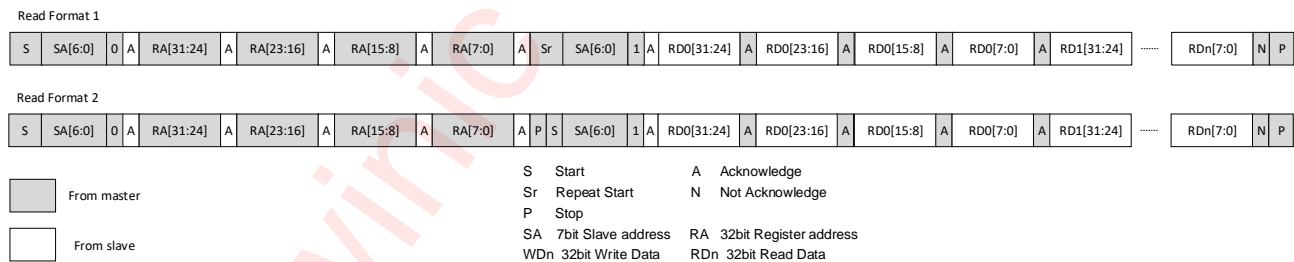 Read Format 1
S SA[6:0] 0 A RA[31:24] A RA[23:16] A RA[15:8] A RA[7:0] A Sr SA[6:0] 1 A RD0[31:24] A RD0[23:16] A RD0[15:8] A RD0[7:0] A RD1[31:24] ······· RDn[7:0] N P
Read Format 2
S SA[6:0] 0 A RA[31:24] A RA[23:16] A RA[15:8] A RA[7:0] A P S SA[6:0] 1 A RD0[31:24] A RD0[23:16] A RD0[15:8] A RD0[7:0] A RD1[31:24] ······· RDn[7:0] N P
From master
From slave
S Start A Acknowledge
Sr Repeat Start N Not Acknowledge
P Stop
SA 7bit Slave address RA 32bit Register address
WDn 32bit Write Data RDn 32bit Read Data
vinic